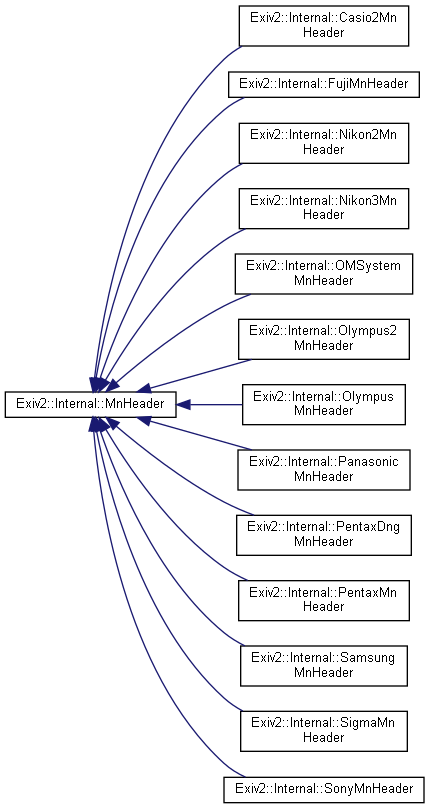 Exiv2::Internal::Casio2Mn
Header
Exiv2::Internal::FujiMnHeader
Exiv2::Internal::Nikon2Mn
Header
Exiv2::Internal::Nikon3Mn
Header
Exiv2::Internal::OMSystem
MnHeader
Exiv2::Internal::Olympus2
MnHeader
Exiv2::Internal::MnHeader
Exiv2::Internal::Olympus
MnHeader
Exiv2::Internal::Panasonic
MnHeader
Exiv2::Internal::PentaxDng
MnHeader
Exiv2::Internal::PentaxMn
Header
Exiv2::Internal::Samsung
MnHeader
Exiv2::Internal::SigmaMn
Header
Exiv2::Internal::SonyMnHeader